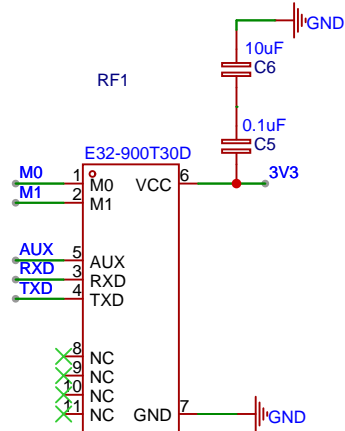 GND
10uF
C6
RF1
0.1uF
C5
E32-900T30D
M0 1 M0 VCC 6 3V3
M1 2 M1
AUX 5 AUX
RXD 3 RXD
TXD 4 TXD
8 NC
9 NC
10 NC
11 NC GND 7 GND